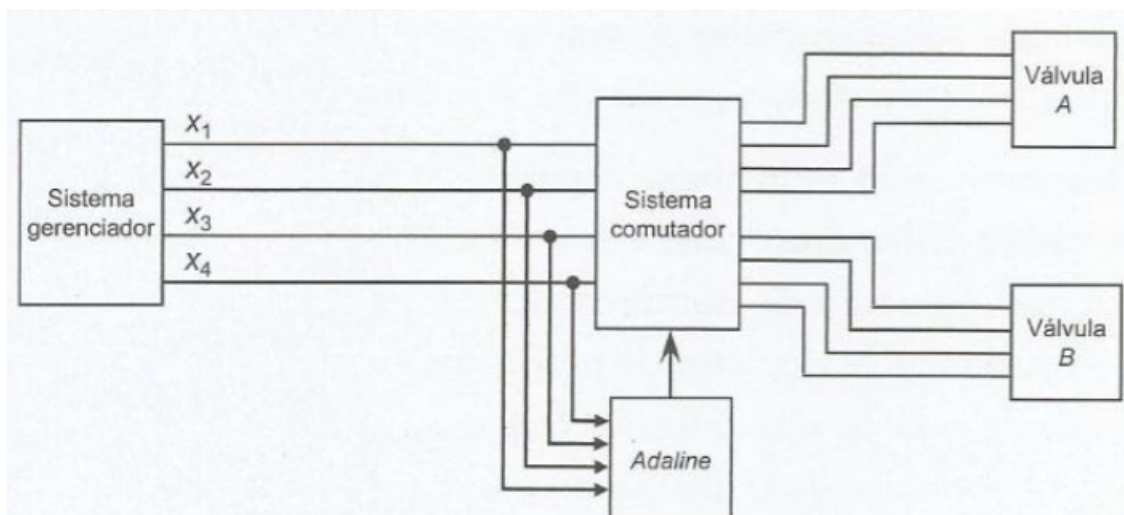 Sistema
gerenciador
X1
X2
X3
X4
Sistema
comutador
Válvula
A
Válvula
B
Adaline